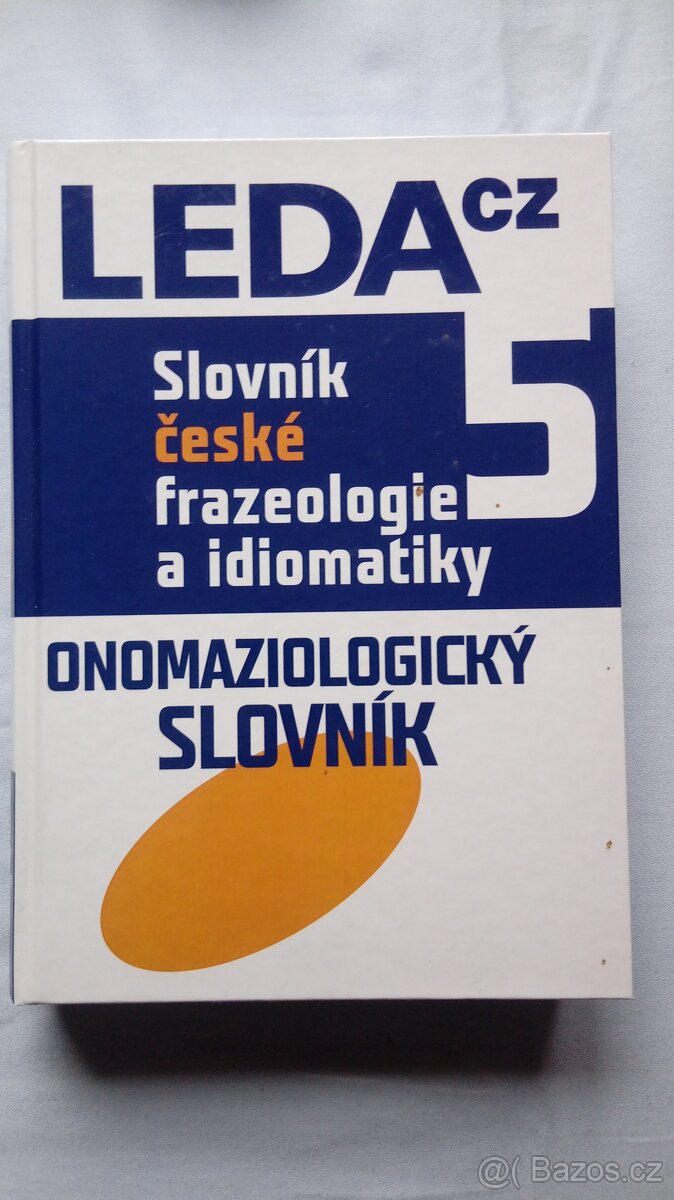 LEDA CZ
5
Slovník
české
frazeologie
a idiomatiky
ONOMAZIOLOGICKÝ
SLOVNÍK
@( Bazos.cz